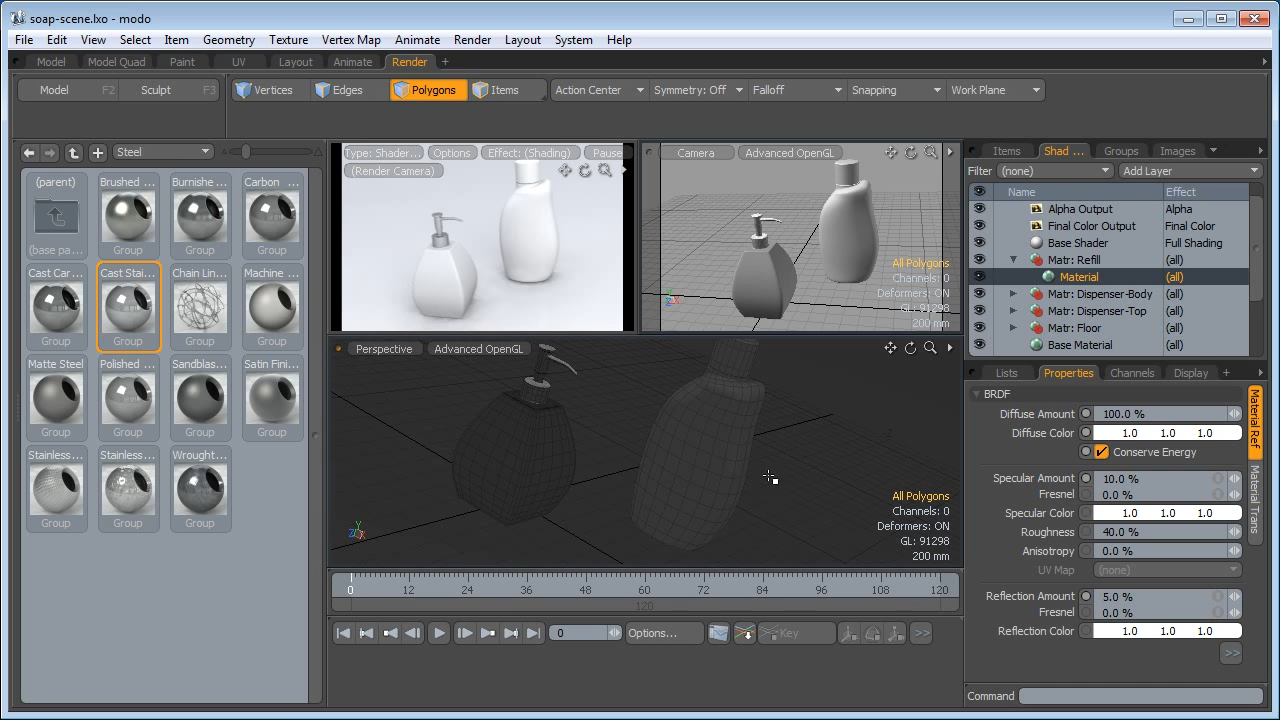 soap-scene.lxo - modo
File Edit View Select Item Geometry Texture Vertex Map Animate Render Layout System Help
Model Model Quad Paint UV Layout Animate Render +
Model F2 Sculpt F3 Vertices Edges Polygons Items Action Center Symmetry: Off Falloff Snapping Work Plane
Steel
(parent) Brushed ... Burnishe... Carbon ...
(base pa... Group Group Group
Cast Car... Cast Stai... Chain Lin... Machine ...
Group Group Group Group
Matte Steel Polished ... Sandblas... Satin Fini...
Group Group Group Group
Stainless... Stainless... Wrought...
Group Group Group
Type: Shader... Options Effect: (Shading) Pause
(Render Camera)
Camera Advanced OpenGL
All Polygons
Channels: 0
Deformers: ON
GL: 91298
200 mm
Perspective Advanced OpenGL
All Polygons
Channels: 0
Deformers: ON
GL: 91298
200 mm
0 12 24 36 48 60 72 84 96 108 120
120
0 Options... Key >>
Items Shad ... Groups Images
Filter (none) Add Layer
Name Effect
Alpha Output Alpha
Final Color Output Final Color
Base Shader Full Shading
Matr: Refill (all)
Material (all)
Matr: Dispenser-Body (all)
Matr: Dispenser-Top (all)
Matr: Floor (all)
Base Material (all)
Lists Properties Channels Display +
BRDF
Diffuse Amount 100.0 %
Diffuse Color 1.0 1.0 1.0
Conserve Energy
Specular Amount 10.0 %
Fresnel 0.0 %
Specular Color 1.0 1.0 1.0
Roughness 40.0 %
Anisotropy 0.0 %
UV Map (none)
Reflection Amount 5.0 %
Fresnel 0.0 %
Reflection Color 1.0 1.0 1.0
>>
Material Ref
Material Trans
Command